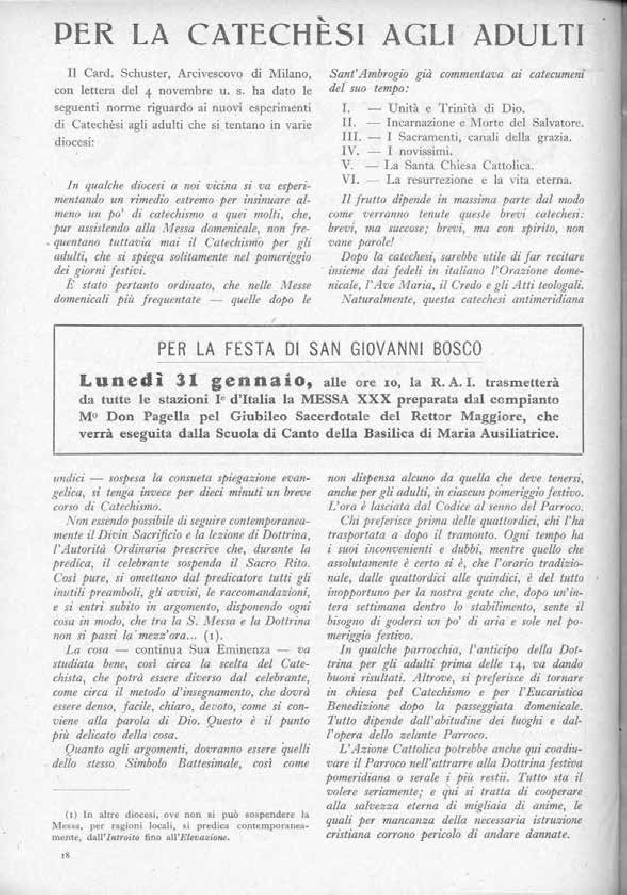 PER LA CATECHÈSI AGLI ADULTI
Il Card. Schuster, Arcivescovo di Milano,
con lettera del 4 novembre u. s. ha dato le
seguenti norme riguardo ai nuovi esperimenti
di Catechèsi agli adulti che si tentano in varie
diocesi:
In qualche diocesi a noi vicina si va esperi-
mentando un rimedio estremo per insinuare al-
meno un po' di catechismo a quei molti, che,
pur assistendo alla Messa domenicale, non fre-
quentano tuttavia mai il Catechismo per gli
adulti, che si spiega solitamente nel pomeriggio
dei giorni festivi.
È stato pertanto ordinato, che nelle Messe
domenicali più frequentate — quelle dopo le
Sant'Ambrogio già commentava ai catecumeni
del suo tempo:
I. — Unità e Trinità di Dio.
II. — Incarnazione e Morte del Salvatore.
III. — I Sacramenti, canali della grazia.
IV. — I novissimi.
V. — La Santa Chiesa Cattolica.
VI. — La resurrezione e la vita eterna.
Il frutto dipende in massima parte dal modo
come verranno tenute queste brevi catechesi:
brevi, ma succose; brevi, ma con spirito, non
vane parole!
Dopo la catechesi, sarebbe utile di far recitare
insieme dai fedeli in italiano l'Orazione dome-
nicale, l'Ave Maria, il Credo e gli Atti teologali.
Naturalmente, questa catechesi antimeridiana
PER LA FESTA DI SAN GIOVANNI BOSCO
Lunedì 31 gennaio, alle ore 10, la R. A. I. trasmetterà
da tutte le stazioni Ie d'Italia la MESSA XXX preparata dal compianto
Mo Don Pagella pel Giubileo Sacerdotale del Rettor Maggiore, che
verrà eseguita dalla Scuola di Canto della Basilica di Maria Ausiliatrice.
undici — sospesa la consueta spiegazione evan-
gelica, si tenga invece per dieci minuti un breve
corso di Catechismo.
Non essendo possibile di seguire contemporanea-
mente il Divin Sacrificio e la lezione di Dottrina,
l'Autorità Ordinaria prescrive che, durante la
predica, il celebrante sospenda il Sacro Rito.
Così pure, si omettano dal predicatore tutti gli
inutili preamboli, gli avvisi, le raccomandazioni,
e si entri subito in argomento, disponendo ogni
cosa in modo, che tra la S. Messa e la Dottrina
non si passi la mezz'ora... (1).
La cosa — continua Sua Eminenza — va
studiata bene, così circa la scelta del Cate-
chista, che potrà essere diverso dal celebrante,
come circa il metodo d'insegnamento, che dovrà
essere denso, facile, chiaro, devoto, come si con-
viene alla parola di Dio. Questo è il punto
più delicato della cosa.
Quanto agli argomenti, dovranno essere quelli
dello stesso Simbolo Battesimale, così come
(1) In altre diocesi, ove non si può sospendere la
Messa, per ragioni locali, si predica contemporanea-
mente, dall'Introito fino all'Elevazione.
18
non dispensa alcuno da quella che deve tenersi,
anche per gli adulti, in ciascun pomeriggio festivo.
L'ora è lasciata dal Codice al senno del Parroco.
Chi preferisce prima delle quattordici, chi l'ha
trasportata a dopo il tramonto. Ogni tempo ha
i suoi inconvenienti e dubbi, mentre quello che
assolutamente è certo si è, che l'orario tradizio-
nale, dalle quattordici alle quindici, è del tutto
inopportuno per la nostra gente che, dopo un'in-
tera settimana dentro lo stabilimento, sente il
bisogno di godersi un po' di aria e sole nel po-
meriggio festivo.
In qualche parrocchia, l'anticipo della Dot-
trina per gli adulti prima delle 14, va dando
buoni risultati. Altrove, si preferisce di tornare
in chiesa pel Catechismo e per l'Eucaristica
Benedizione dopo la passeggiata domenicale.
Tutto dipende dall'abitudine dei luoghi e dal-
l'opera dello zelante Parroco.
L'Azione Cattolica potrebbe anche qui coadiu-
vare il Parroco nell'attrarre alla Dottrina festiva
pomeridiana o serale i più restii. Tutto sta il
volere seriamente; e qui si tratta di cooperare
alla salvezza eterna di migliaia di anime, le
quali per mancanza della necessaria istruzione
cristiana corrono pericolo di andare dannate.